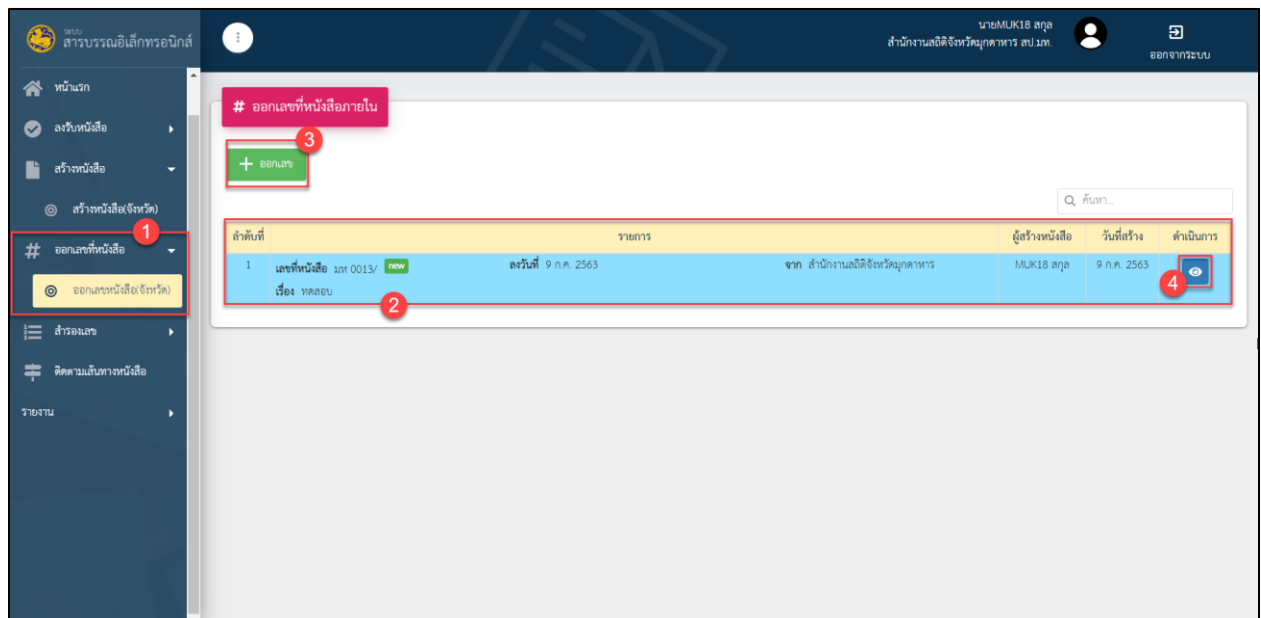 ระบบ
สารบรรณอิเล็กทรอนิกส์
นายMUK18 สกุล
สำนักงานสถิติจังหวัดมุกดาหาร สป.มท.
ออกจากระบบ
หน้าแรก
ลงรับหนังสือ
สร้างหนังสือ
สร้างหนังสือ(จังหวัด)
1
# ออกเลขที่หนังสือ
ออกเลขหนังสือ(จังหวัด)
สำรองเลข
ติดตามเส้นทางหนังสือ
รายงาน
# ออกเลขที่หนังสือภายใน
3
+ ออกเลข
ค้นหา...
ลำดับที่ รายการ ผู้สร้างหนังสือ วันที่สร้าง ดำเนินการ
1 เลขที่หนังสือ มท 0013/ new ลงวันที่ 9 ก.ค. 2563 จาก สำนักงานสถิติจังหวัดมุกดาหาร MUK18 สกุล 9 ก.ค. 2563
เรื่อง ทดสอบ
2
4